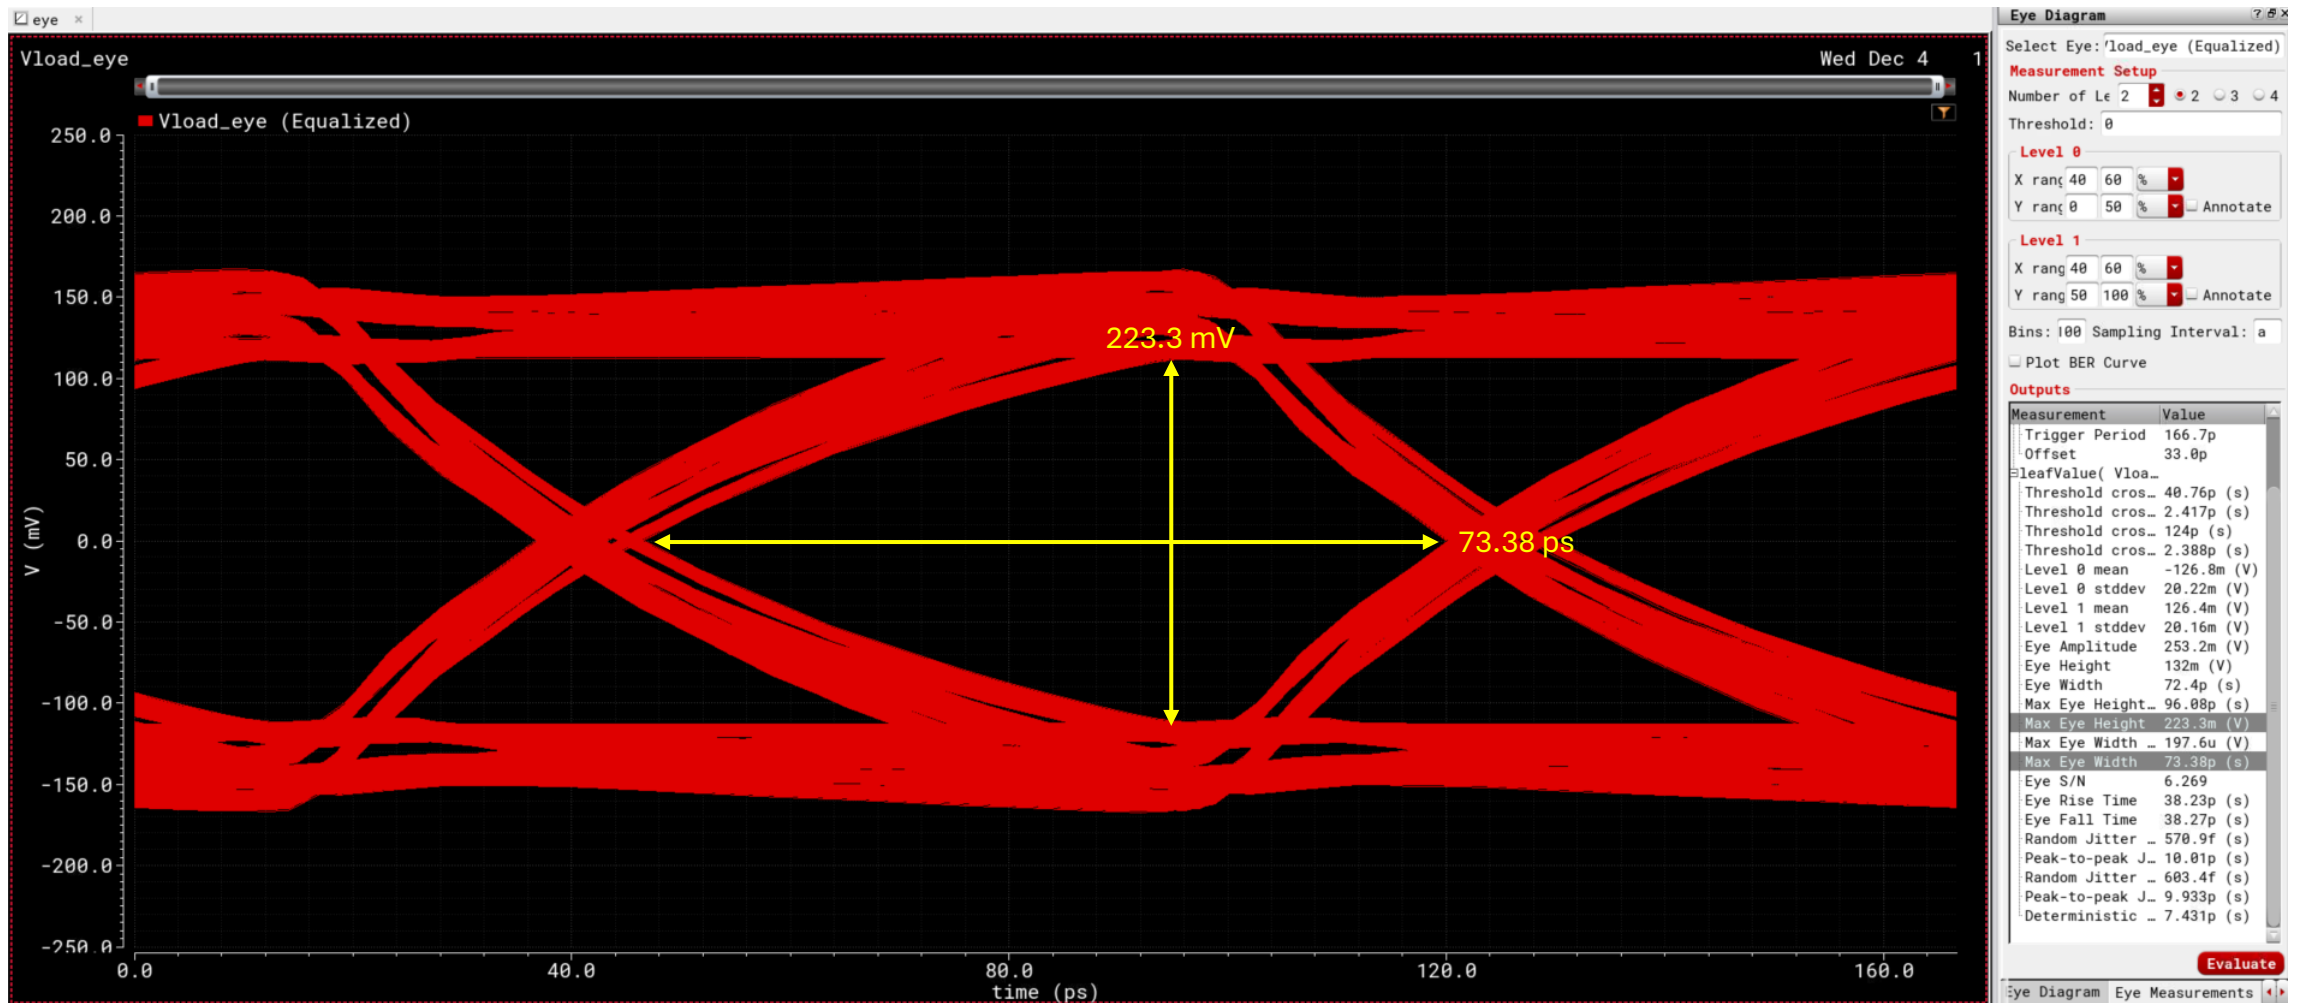 eye ×
Vload_eye
Wed Dec 4 1
Vload_eye (Equalized)
250.0
200.0
150.0
100.0
50.0
0.0
-50.0
-100.0
-150.0
-200.0
-250.0
V (mV)
223.3 mV
73.38 ps
0.0 40.0 80.0 120.0 160.0
time (ps)
Eye Diagram
Select Eye: Vload_eye (Equalized)
Measurement Setup
Number of Le 2 2 3 4
Threshold: 0
Level 0
X rang 40 60 %
Y rang 0 50 % Annotate
Level 1
X rang 40 60 %
Y rang 50 100 % Annotate
Bins: 100 Sampling Interval: a
Plot BER Curve
Outputs
Measurement Value
Trigger Period 166.7p
Offset 33.0p
leafValue( Vloa…
Threshold cros… 40.76p (s)
Threshold cros… 2.417p (s)
Threshold cros… 124p (s)
Threshold cros… 2.388p (s)
Level 0 mean -126.8m (V)
Level 0 stddev 20.22m (V)
Level 1 mean 126.4m (V)
Level 1 stddev 20.16m (V)
Eye Amplitude 253.2m (V)
Eye Height 132m (V)
Eye Width 72.4p (s)
Max Eye Height… 96.08p (s)
Max Eye Height 223.3m (V)
Max Eye Width … 197.6u (V)
Max Eye Width 73.38p (s)
Eye S/N 6.269
Eye Rise Time 38.23p (s)
Eye Fall Time 38.27p (s)
Random Jitter … 570.9f (s)
Peak-to-peak J… 10.01p (s)
Random Jitter … 603.4f (s)
Peak-to-peak J… 9.933p (s)
Deterministic … 7.431p (s)
Evaluate
Eye Diagram Eye Measurements